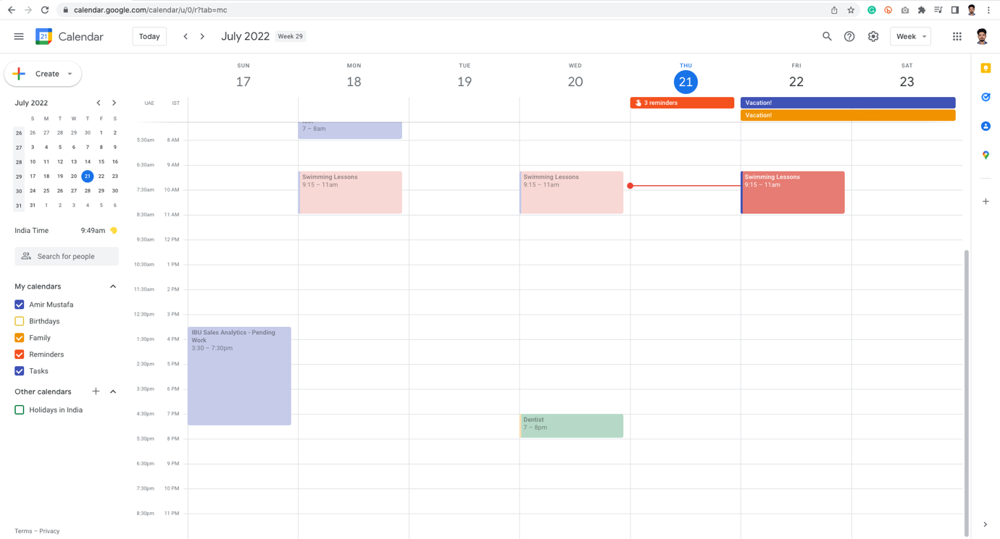 calendar.google.com/calendar/u/0/r?tab=mc
21
Calendar
Today
July 2022
Week 29
Week
Create
SUN
MON
TUE
WED
THU
FRI
SAT
17
18
19
20
21
22
23
July 2022
UAE
IST
3 reminders
Vacation!
Vacation!
S M T W T F S
26 26 27 28 29 30 1 2
27 3 4 5 6 7 8 9
28 10 11 12 13 14 15 16
29 17 18 19 20 21 22 23
30 24 25 26 27 28 29 30
31 31 1 2 3 4 5 6
India Time 9:49am
Search for people
My calendars
Amir Mustafa
Birthdays
Family
Reminders
Tasks
Other calendars
Holidays in India
Terms – Privacy
5:30am 8 AM
6:30am 9 AM
7:30am 10 AM
8:30am 11 AM
9:30am 12 PM
10:30am 1 PM
11:30am 2 PM
12:30pm 3 PM
1:30pm 4 PM
2:30pm 5 PM
3:30pm 6 PM
4:30pm 7 PM
5:30pm 8 PM
6:30pm 9 PM
7:30pm 10 PM
8:30pm 11 PM
7 – 8am
Swimming Lessons
9:15 – 11am
Swimming Lessons
9:15 – 11am
Swimming Lessons
9:15 – 11am
IBU Sales Analytics - Pending
Work
3:30 – 7:30pm
Dentist
7 – 8pm